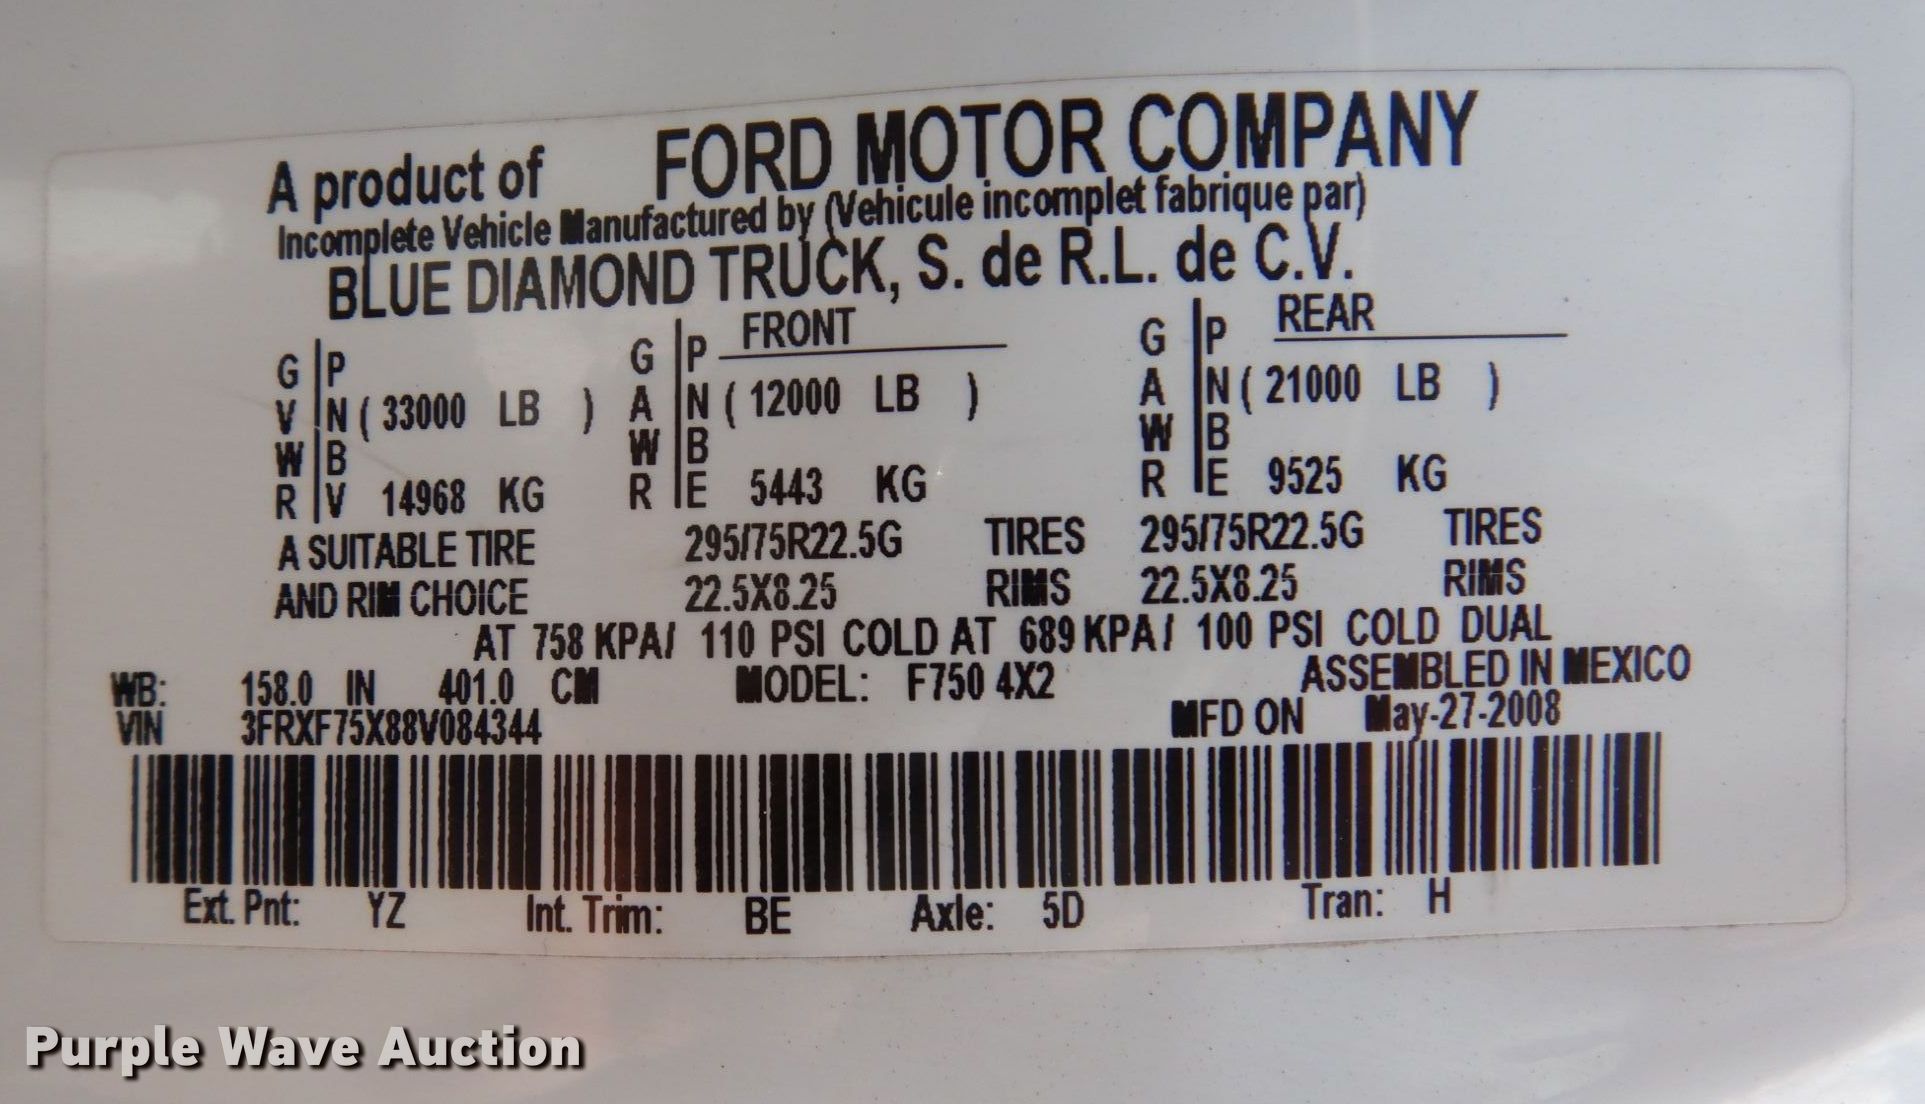 A product of FORD MOTOR COMPANY
Incomplete Vehicle Manufactured by (Vehicule incomplet fabrique par)
BLUE DIAMOND TRUCK, S. de R.L. de C.V.
G P G P FRONT G P REAR
V N ( 33000 LB ) A N ( 12000 LB ) A N ( 21000 LB )
W B W B W B
R V 14968 KG R E 5443 KG R E 9525 KG
A SUITABLE TIRE 295/75R22.5G TIRES 295/75R22.5G TIRES
AND RIM CHOICE 22.5X8.25 RIMS 22.5X8.25 RIMS
AT 758 KPA/ 110 PSI COLD AT 689 KPA/ 100 PSI COLD DUAL
WB: 158.0 IN 401.0 CM MODEL: F750 4X2 ASSEMBLED IN MEXICO
VIN 3FRXF75X88V084344 MFD ON May-27-2008
Ext. Pnt: YZ Int. Trim: BE Axle: 5D Tran: H
Purple Wave Auction